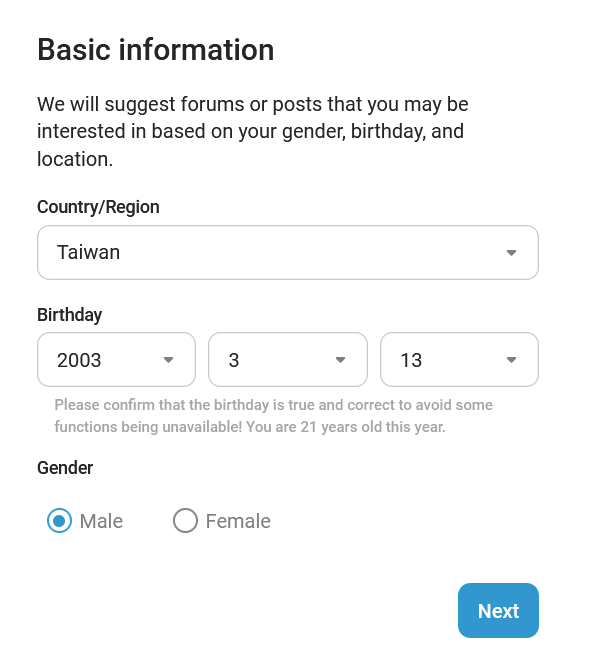 Basic information
We will suggest forums or posts that you may be
interested in based on your gender, birthday, and
location.
Country/Region
Taiwan
Birthday
2003 3 13
Please confirm that the birthday is true and correct to avoid some
functions being unavailable! You are 21 years old this year.
Gender
Male Female
Next